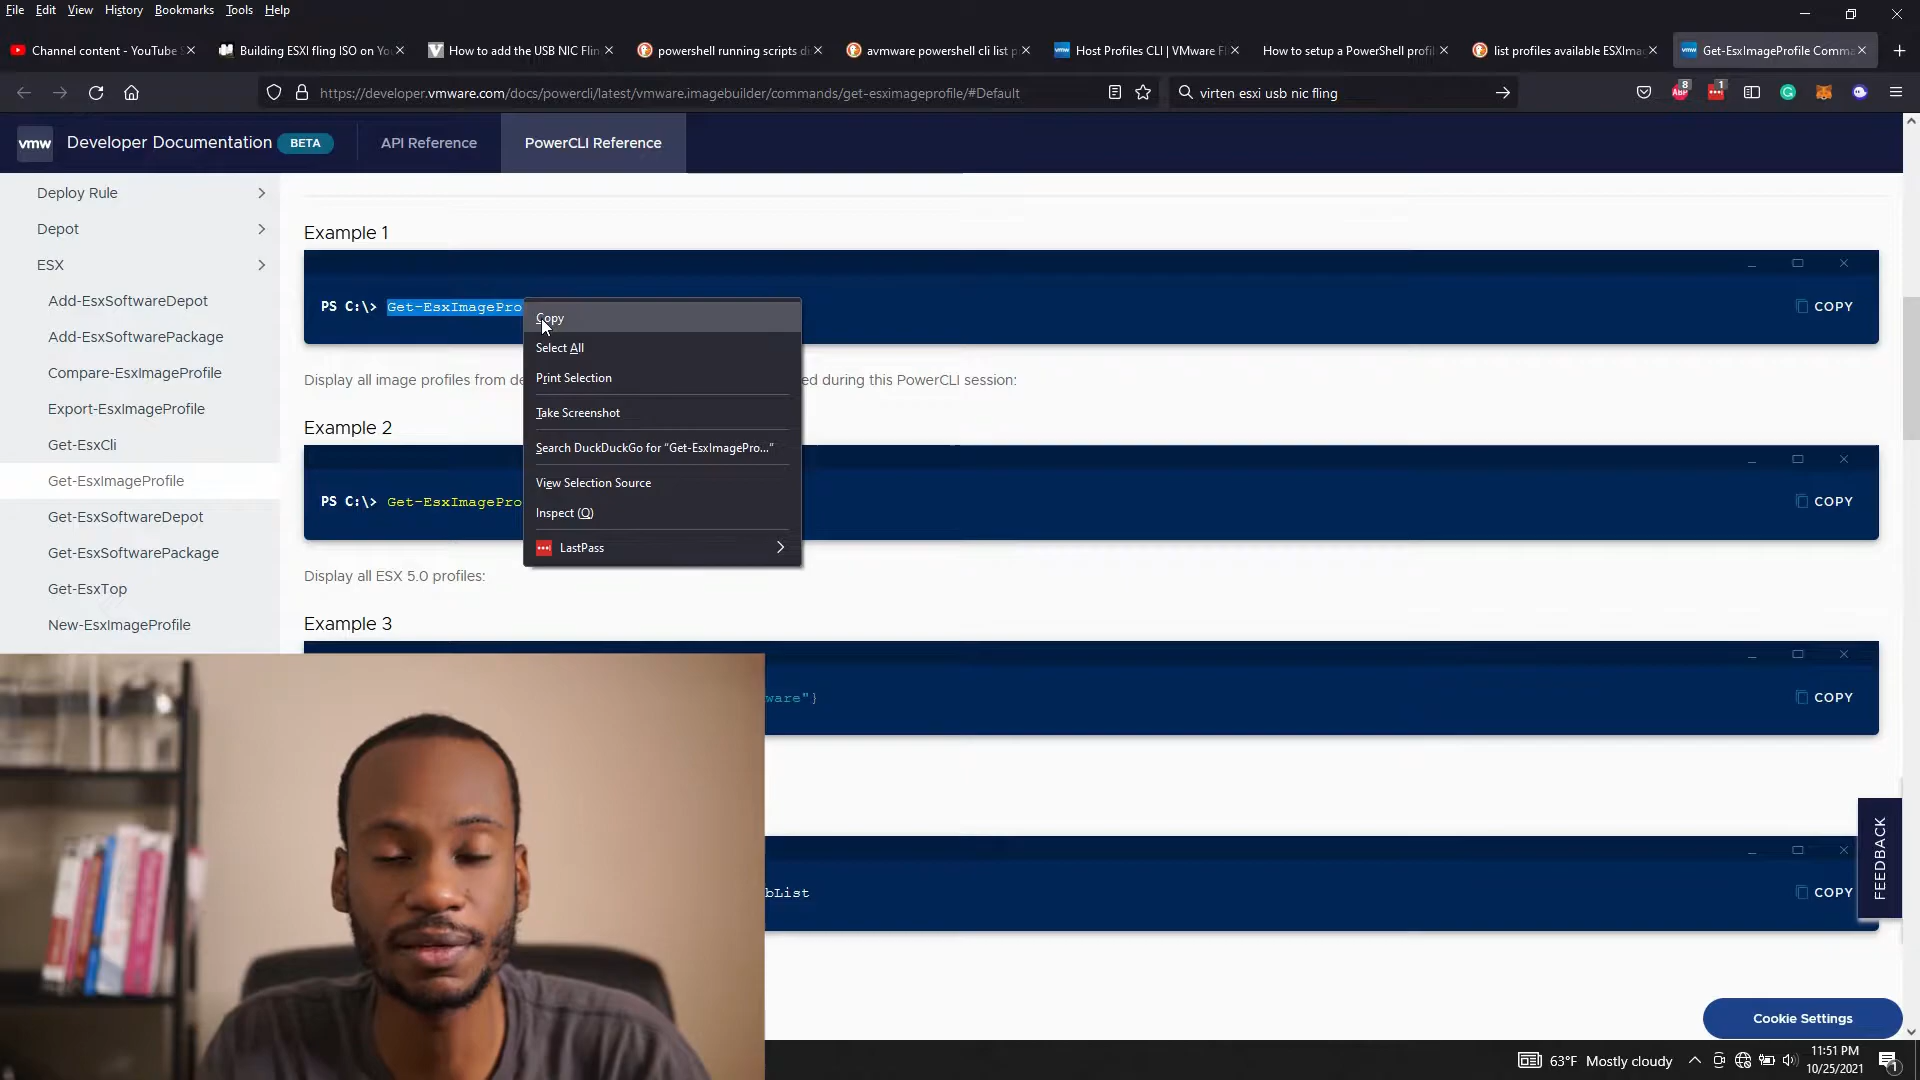 File Edit View History Bookmarks Tools Help
Channel content - YouTube S
Building ESXI fling ISO on Yo
How to add the USB NIC Flin
powershell running scripts di
avmware powershell cli list p
Host Profiles CLI | VMware F
How to setup a PowerShell profi
list profiles available ESXIma
Get-EsxImageProfile Comma
https://developer.vmware.com/docs/powercli/latest/vmware.imagebuilder/commands/get-esximageprofile/#Default
virten esxi usb nic fling
ABP 8
1
vmw Developer Documentation BETA
API Reference
PowerCLI Reference
Deploy Rule
Depot
ESX
Add-EsxSoftwareDepot
Add-EsxSoftwarePackage
Compare-EsxImageProfile
Export-EsxImageProfile
Get-EsxCli
Get-EsxImageProfile
Get-EsxSoftwareDepot
Get-EsxSoftwarePackage
Get-EsxTop
New-EsxImageProfile
Example 1
PS C:\> Get-EsxImagePro
COPY
Display all image profiles from de
ed during this PowerCLI session:
Example 2
PS C:\> Get-EsxImagePro
COPY
Display all ESX 5.0 profiles:
Example 3
ware"}
COPY
bList
COPY
Copy
Select All
Print Selection
Take Screenshot
Search DuckDuckGo for “Get-EsxImagePro...”
View Selection Source
Inspect (Q)
LastPass
FEEDBACK
Cookie Settings
63°F Mostly cloudy
11:51 PM
10/25/2021
1